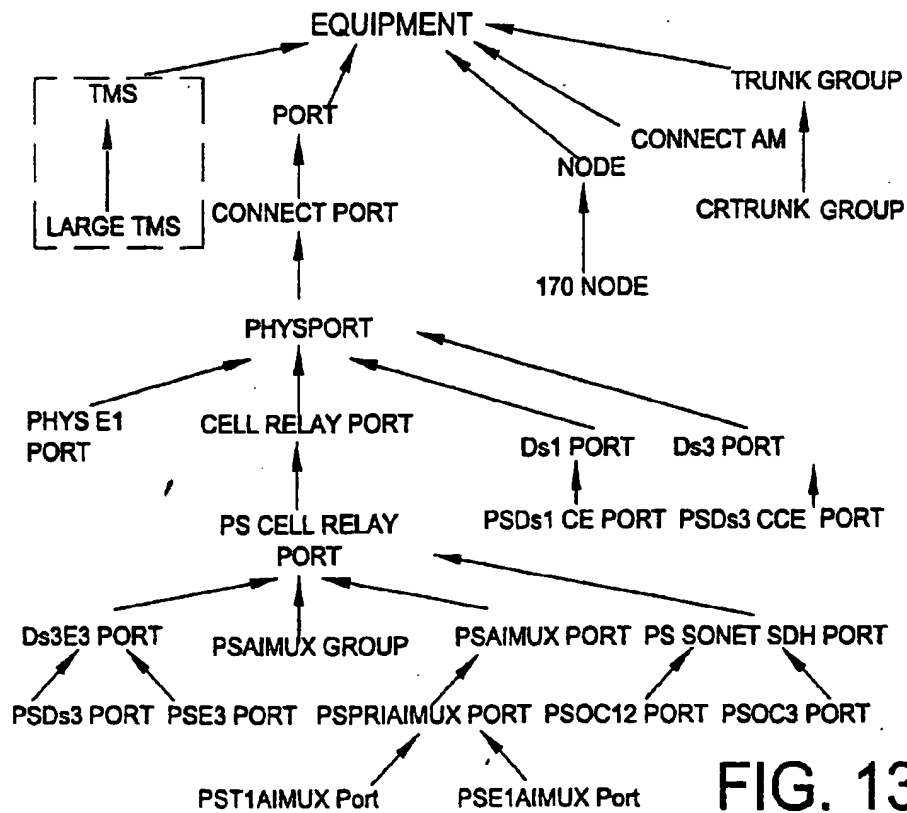 EQUIPMENT
TMS
TRUNK GROUP
PORT
CONNECT AM
NODE
LARGE TMS
CONNECT PORT
CRTRUNK GROUP
170 NODE
PHYSPORT
PHYS E1
PORT
CELL RELAY PORT
Ds1 PORT
Ds3 PORT
PS CELL RELAY
PORT
PSDs1 CE PORT
PSDs3 CCE PORT
Ds3E3 PORT
PSAIMUX GROUP
PSAIMUX PORT
PS SONET SDH PORT
PSDs3 PORT
PSE3 PORT
PSPRIAIMUX PORT
PSOC12 PORT
PSOC3 PORT
PST1AIMUX Port
PSE1AIMUX Port
FIG. 13